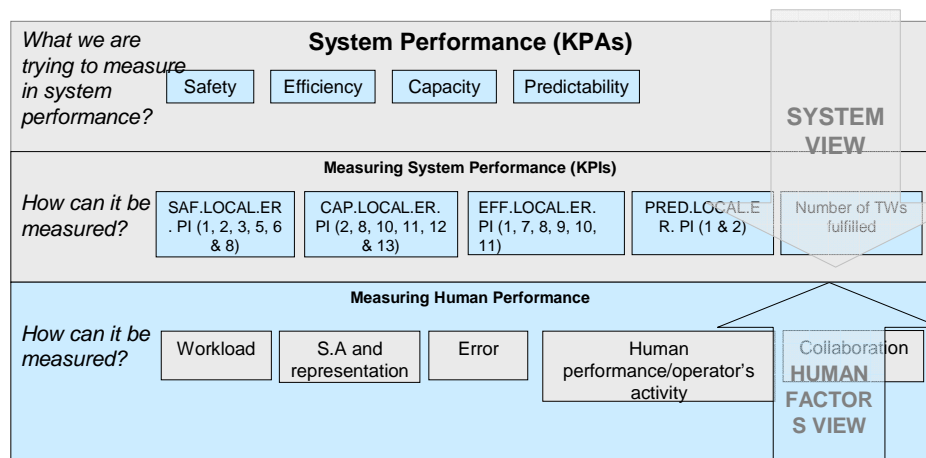 What we are
trying to measure
in system
performance?
System Performance (KPAs)
Safety
Efficiency
Capacity
Predictability
SYSTEM
VIEW
Measuring System Performance (KPIs)
How can it be
measured?
SAF.LOCAL.ER
. PI (1, 2, 3, 5, 6
& 8)
CAP.LOCAL.ER.
PI (2, 8, 10, 11, 12
& 13)
EFF.LOCAL.ER.
PI (1, 7, 8, 9, 10,
11)
PRED.LOCAL.E
R. PI (1 & 2)
Number of TWs
fulfilled
Measuring Human Performance
How can it be
measured?
Workload
S.A and
representation
Error
Human
performance/operator’s
activity
Collaboration
HUMAN
FACTOR
S VIEW